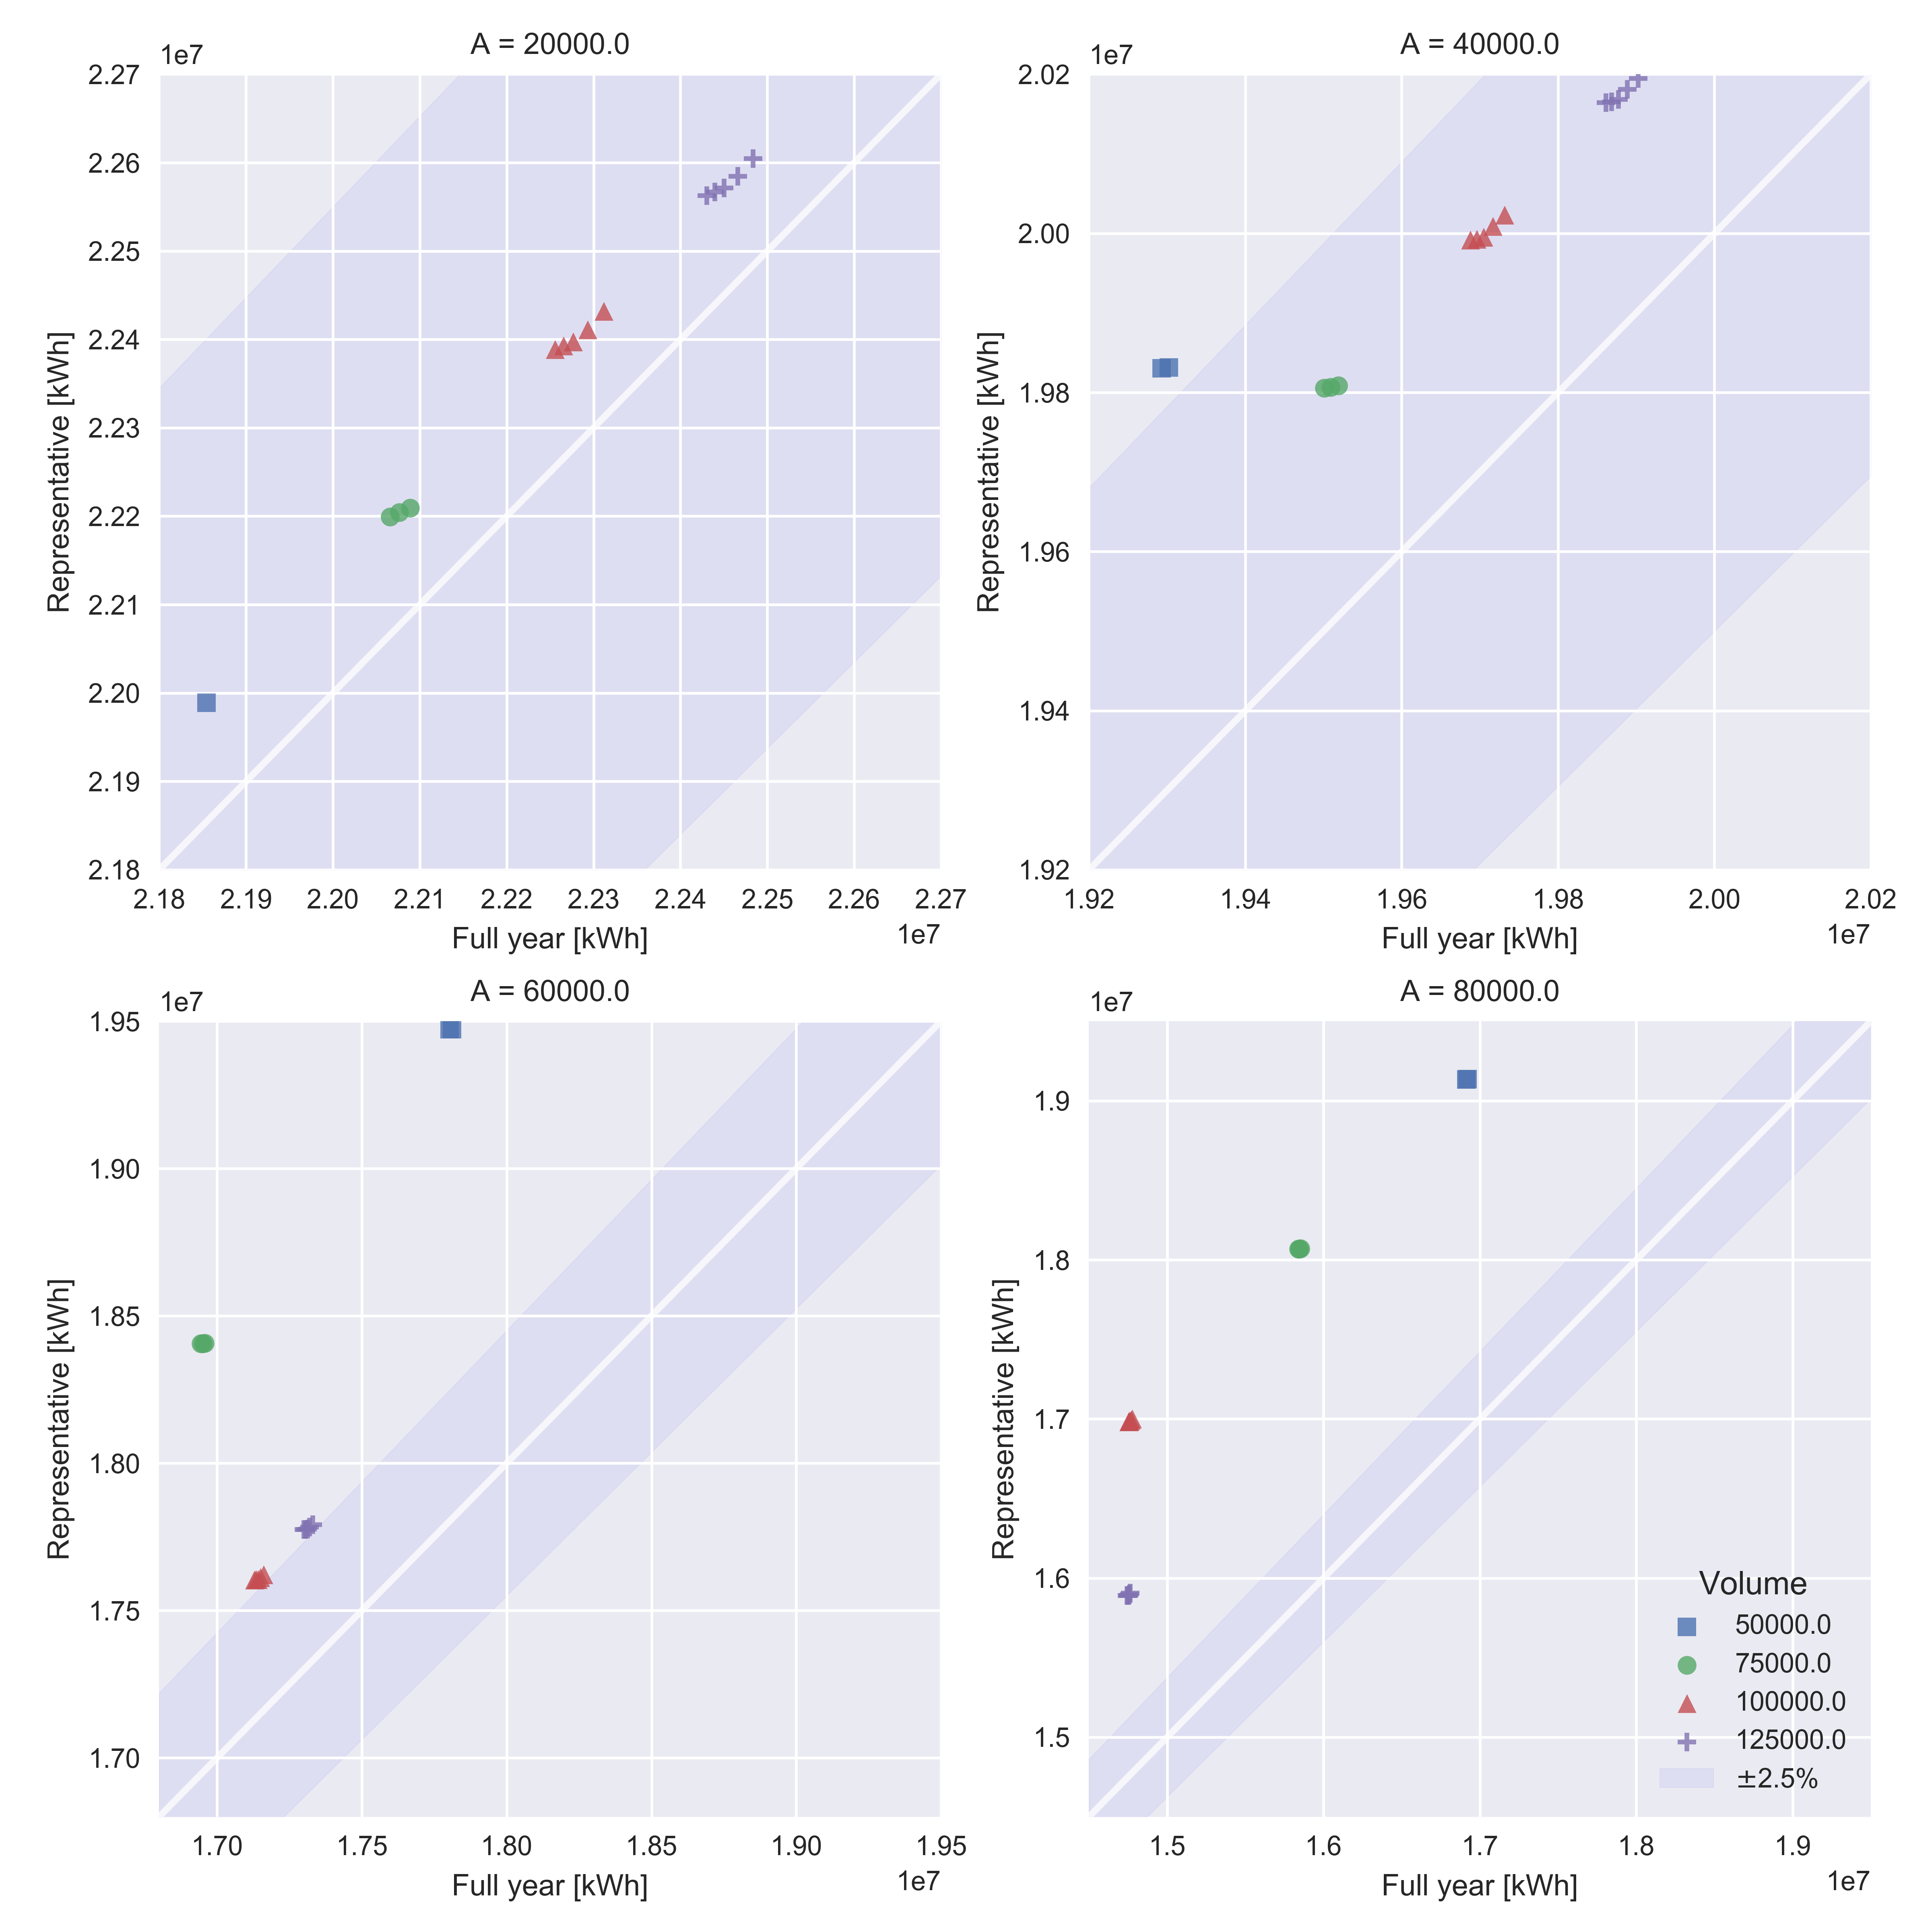 A = 20000.0
1e7
2.27
2.26
2.25
2.24
2.23
2.22
2.21
2.20
2.19
2.18
Representative [kWh]
2.18 2.19 2.20 2.21 2.22 2.23 2.24 2.25 2.26 2.27
1e7
Full year [kWh]
A = 40000.0
1e7
2.02
2.00
1.98
1.96
1.94
1.92
Representative [kWh]
1.92 1.94 1.96 1.98 2.00 2.02
1e7
Full year [kWh]
A = 60000.0
1e7
1.95
1.90
1.85
1.80
1.75
1.70
Representative [kWh]
1.70 1.75 1.80 1.85 1.90 1.95
1e7
Full year [kWh]
A = 80000.0
1e7
1.9
1.8
1.7
1.6
1.5
Representative [kWh]
Volume
50000.0
75000.0
100000.0
125000.0
±2.5%
1.5 1.6 1.7 1.8 1.9
1e7
Full year [kWh]